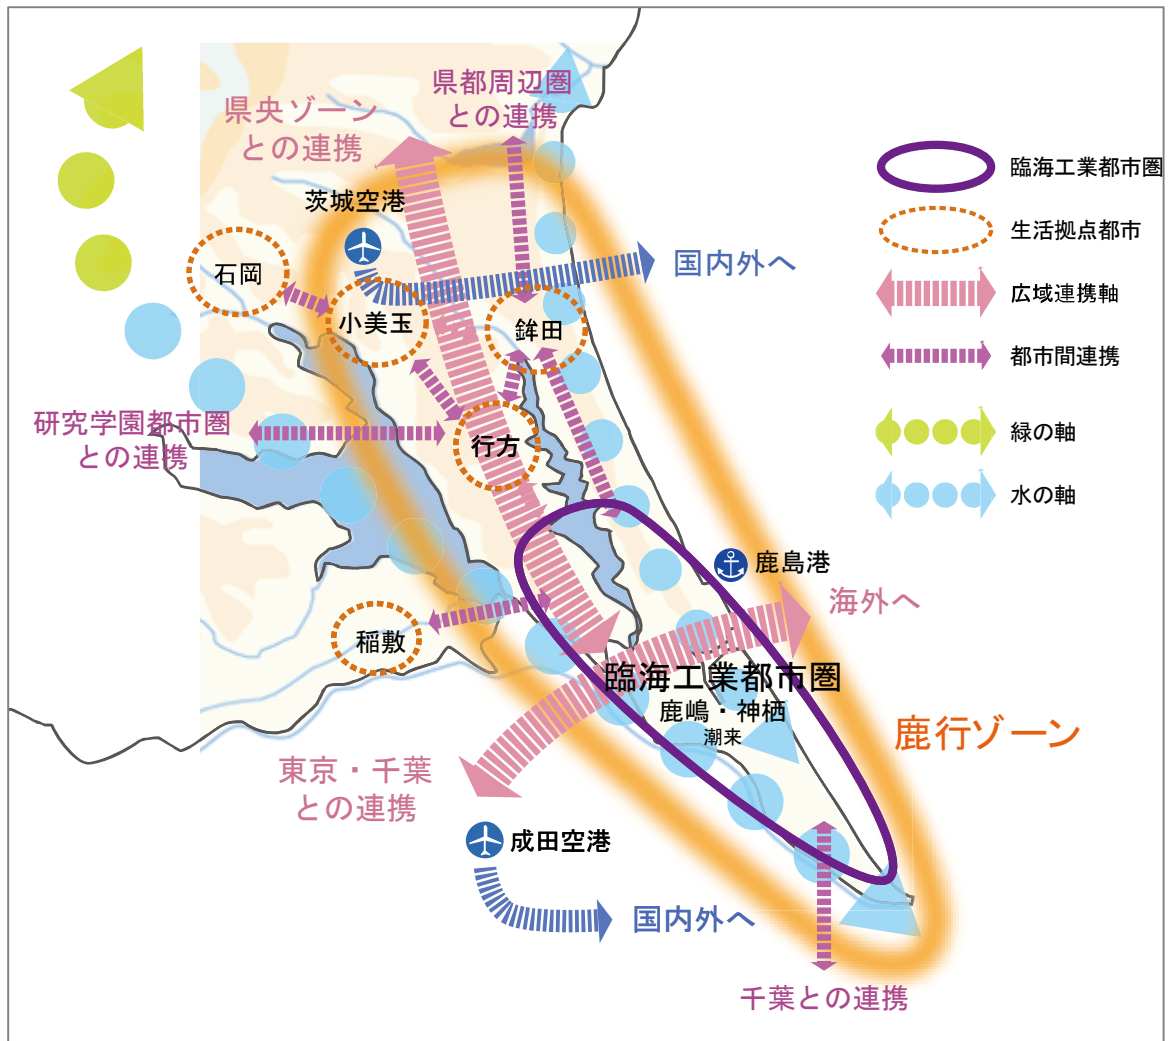 県都周辺圏
との連携
県央ゾーン
との連携
茨城空港
石岡
小美玉
鉾田
国内外へ
研究学園都市圏
との連携
行方
鹿島港
海外へ
稲敷
臨海工業都市圏
鹿嶋・神栖
潮来
鹿行ゾーン
東京・千葉
との連携
成田空港
国内外へ
千葉との連携
臨海工業都市圏
生活拠点都市
広域連携軸
都市間連携
緑の軸
水の軸